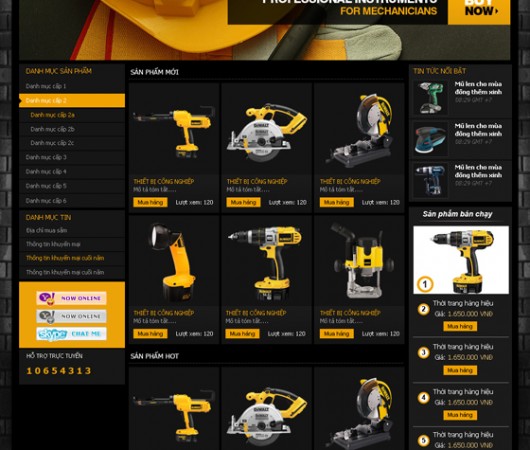 PROFESSIONAL INSTRUMENTS
FOR MECHANICIANS
BUY
NOW
DANH MỤC SẢN PHẨM
Danh mục cấp 1
Danh mục cấp 2
Danh mục cấp 2a
Danh mục cấp 2b
Danh mục cấp 2c
Danh mục cấp 3
Danh mục cấp 4
Danh mục cấp 5
Danh mục cấp 6
DANH MỤC TIN
Địa chỉ mua sắm
Thông tin khuyến mại
Thông tin khuyến mại cuối năm
Thông tin khuyến mại cuối năm
NOW ONLINE
NOW ONLINE
Skype CHAT ME
HỖ TRỢ TRỰC TUYẾN
10654313
SẢN PHẨM MỚI
THIẾT BỊ CÔNG NGHIỆP
Mô tả tóm tắt....
Mua hàng
Lượt xem: 120
THIẾT BỊ CÔNG NGHIỆP
Mô tả tóm tắt....
Mua hàng
Lượt xem: 120
THIẾT BỊ CÔNG NGHIỆP
Mô tả tóm tắt....
Mua hàng
Lượt xem: 120
THIẾT BỊ CÔNG NGHIỆP
Mô tả tóm tắt....
Mua hàng
Lượt xem: 120
THIẾT BỊ CÔNG NGHIỆP
Mô tả tóm tắt....
Mua hàng
Lượt xem: 120
THIẾT BỊ CÔNG NGHIỆP
Mô tả tóm tắt....
Mua hàng
Lượt xem: 120
SẢN PHẨM HOT
TIN TỨC NỔI BẬT
Mũ len cho mùa
đông thêm xinh
08:29 GMT +7
Mũ len cho mùa
đông thêm xinh
08:29 GMT +7
Mũ len cho mùa
đông thêm xinh
08:29 GMT +7
Sản phẩm bán chạy
1
2
Thời trang hàng hiệu
Giá: 1.650.000 VNĐ
Mua hàng
3
Thời trang hàng hiệu
Giá: 1.650.000 VNĐ
Mua hàng
4
Thời trang hàng hiệu
Giá: 1.650.000 VNĐ
Mua hàng
5
Thời trang hàng hiệu
Giá: 1.650.000 VNĐ